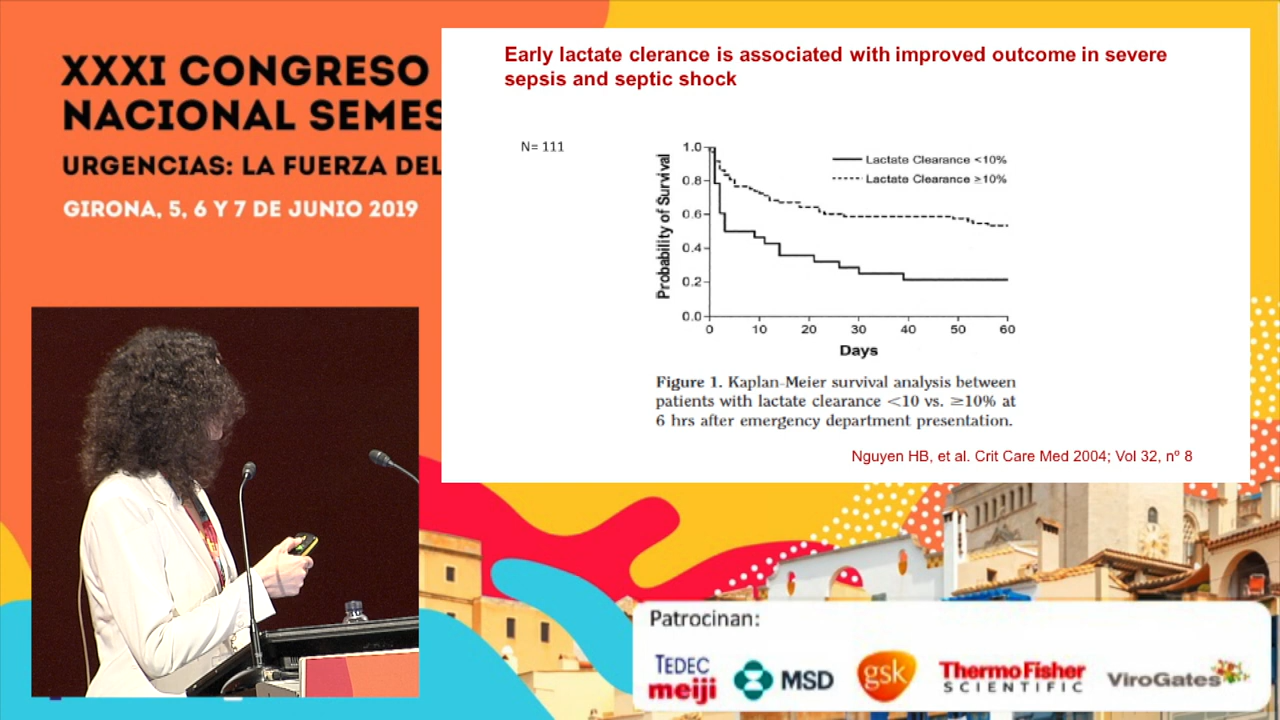 XXXI CONGRESO
NACIONAL SEMES
URGENCIAS: LA FUERZA DEL
GIRONA, 5, 6 Y 7 DE JUNIO 2019
Early lactate clerance is associated with improved outcome in severe
sepsis and septic shock
N= 111
Probability of Survival
1.0
0.8
0.6
0.4
0.2
0.0
Lactate Clearance <10%
Lactate Clearance ≥10%
0 10 20 30 40 50 60
Days
Figure 1. Kaplan-Meier survival analysis between
patients with lactate clearance <10 vs. ≥10% at
6 hrs after emergency department presentation.
Nguyen HB, et al. Crit Care Med 2004; Vol 32, nº 8
Patrocinan:
TEDEC
meiji
MSD
gsk
ThermoFisher
SCIENTIFIC
ViroGates